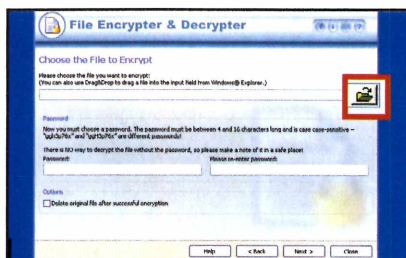 File Encrypter & Decrypter
Choose the File to Encrypt
Please choose the file you want to encrypt:
(You can also use Drag&Drop to drag a file into the input field from Windows® Explorer.)
Password
Now you must choose a password. The password must be between 4 and 16 characters long and is case case-sensitive --
are different passwords!
There is NO way to decrypt the file without the password, so please make a note of it in a safe place!
Password:
Please re-enter password:
Options
Delete original file after successful encryption
Help
< Back
Next >
Close